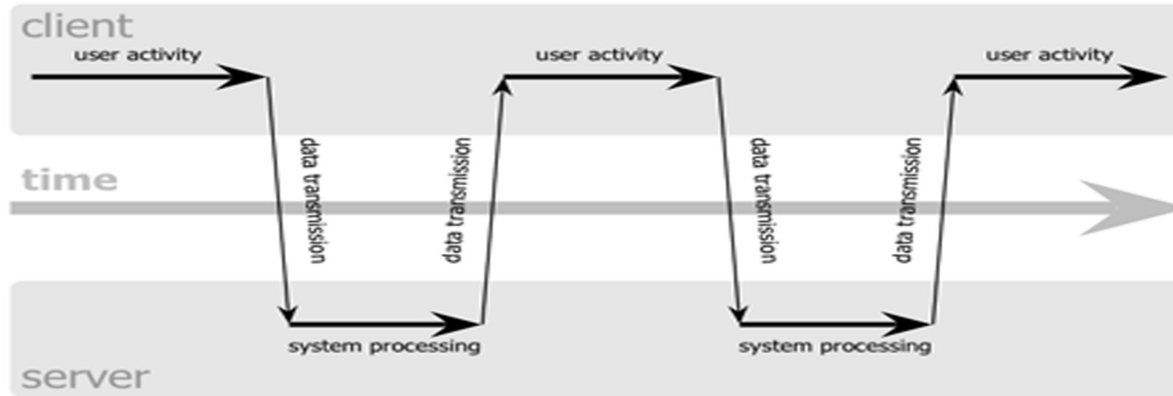 client
user activity
user activity
user activity
data transmission
data transmission
data transmission
data transmission
time
system processing
system processing
server